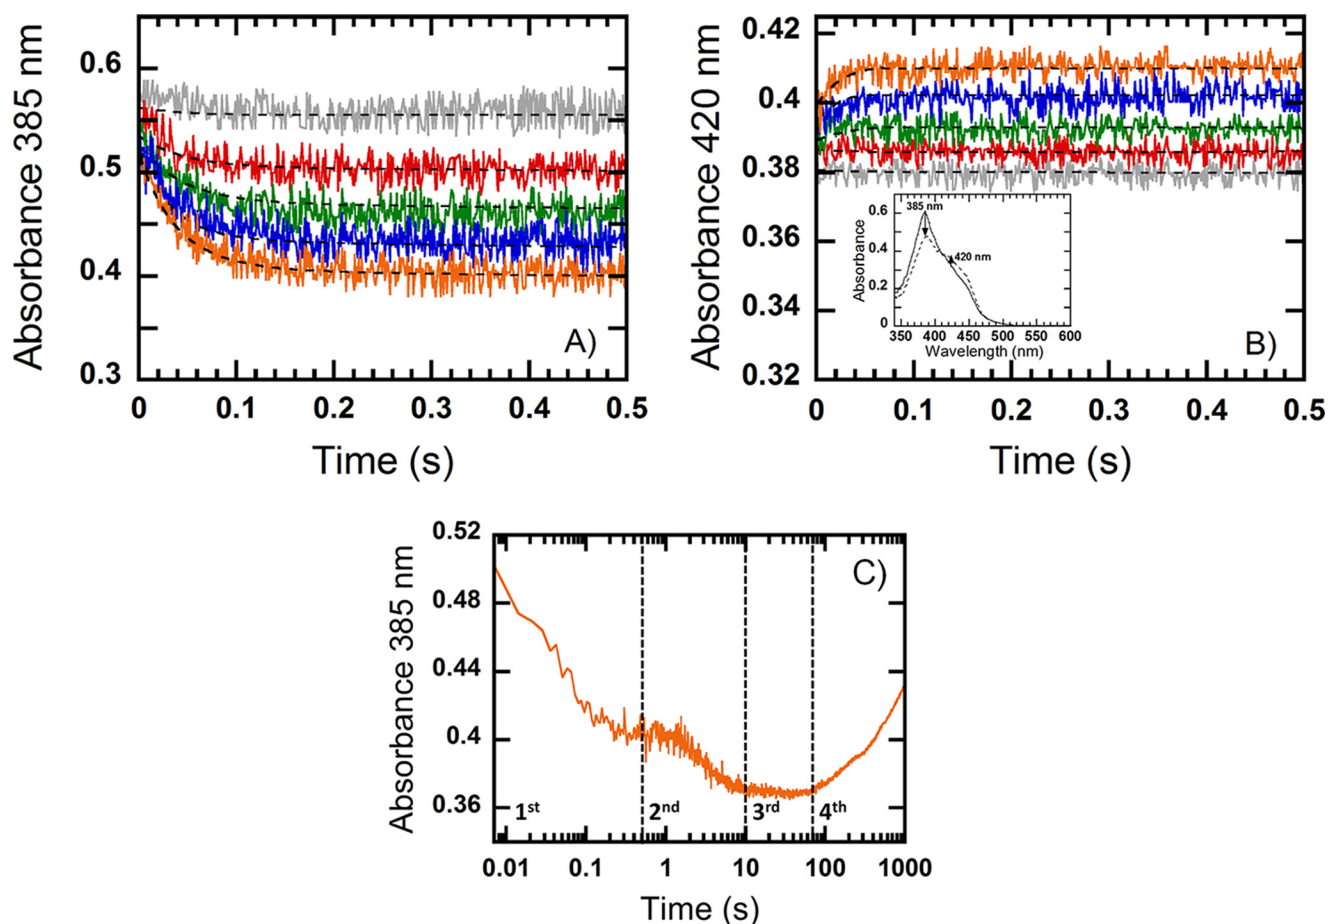 Absorbance 385 nm
0.6
0.5
0.4
0.3
A)
0 0.1 0.2 0.3 0.4 0.5
Time (s)
Absorbance 420 nm
0.42
0.4
0.38
0.36
0.34
0.32
B)
0 0.1 0.2 0.3 0.4 0.5
Time (s)
Absorbance
0.6
0.4
0.2
0
385 nm
420 nm
350 400 450 500 550 600
Wavelength (nm)
Absorbance 385 nm
0.52
0.48
0.44
0.4
0.36
C)
1st 2nd 3rd 4th
0.01 0.1 1 10 100 1000
Time (s)